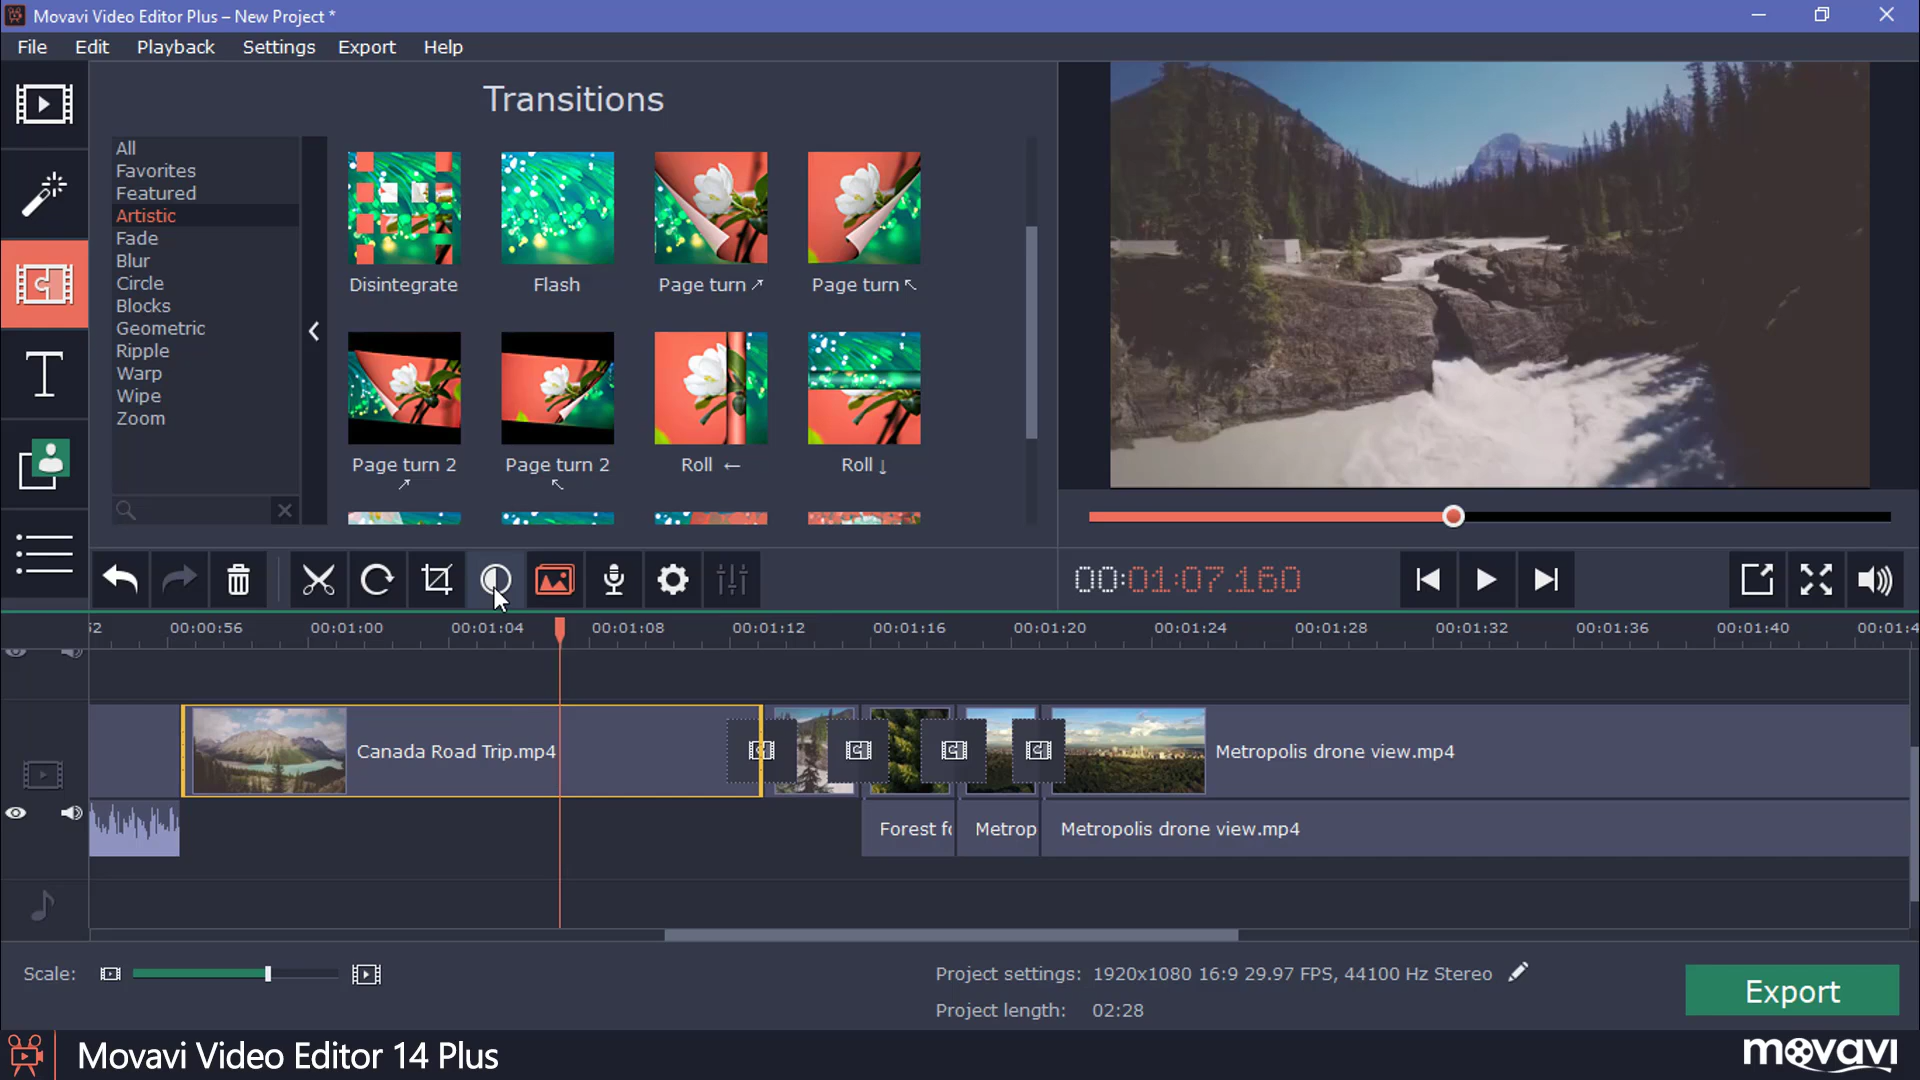 Movavi Video Editor Plus – New Project *
File Edit Playback Settings Export Help
Transitions
All
Favorites
Featured
Artistic
Fade
Blur
Circle
Blocks
Geometric
Ripple
Warp
Wipe
Zoom
Disintegrate
Flash
Page turn ↗
Page turn ↖
Page turn 2
↗
Page turn 2
↖
Roll ←
Roll ↓
00:01:07.160
52 00:00:56 00:01:00 00:01:04 00:01:08 00:01:12 00:01:16 00:01:20 00:01:24 00:01:28 00:01:32 00:01:36 00:01:40 00:01:4
Canada Road Trip.mp4
Metropolis drone view.mp4
Forest fo
Metrop
Metropolis drone view.mp4
Scale:
Project settings: 1920x1080 16:9 29.97 FPS, 44100 Hz Stereo
Project length: 02:28
Export
Movavi Video Editor 14 Plus
movavi